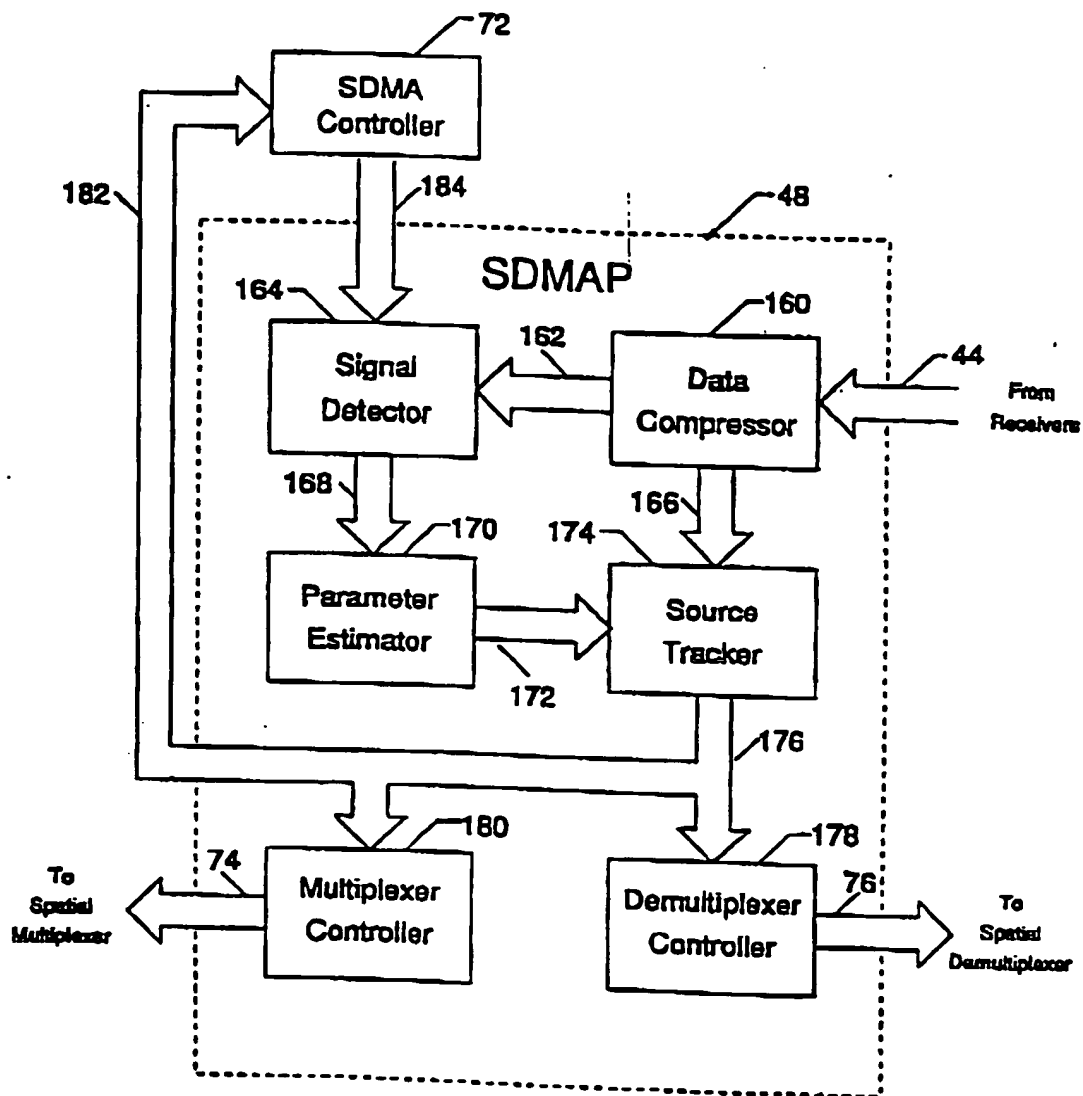 72
SDMA
Controller
182
184
48
SDMAP
164
160
162
44
Signal
Detector
Data
Compressor
From
Receivers
168
166
170
174
Parameter
Estimator
Source
Tracker
172
176
180
178
To
Spatial
Multiplexer
74
Multiplexer
Controller
Demultiplexer
Controller
76
To
Spatial
Demultiplexer